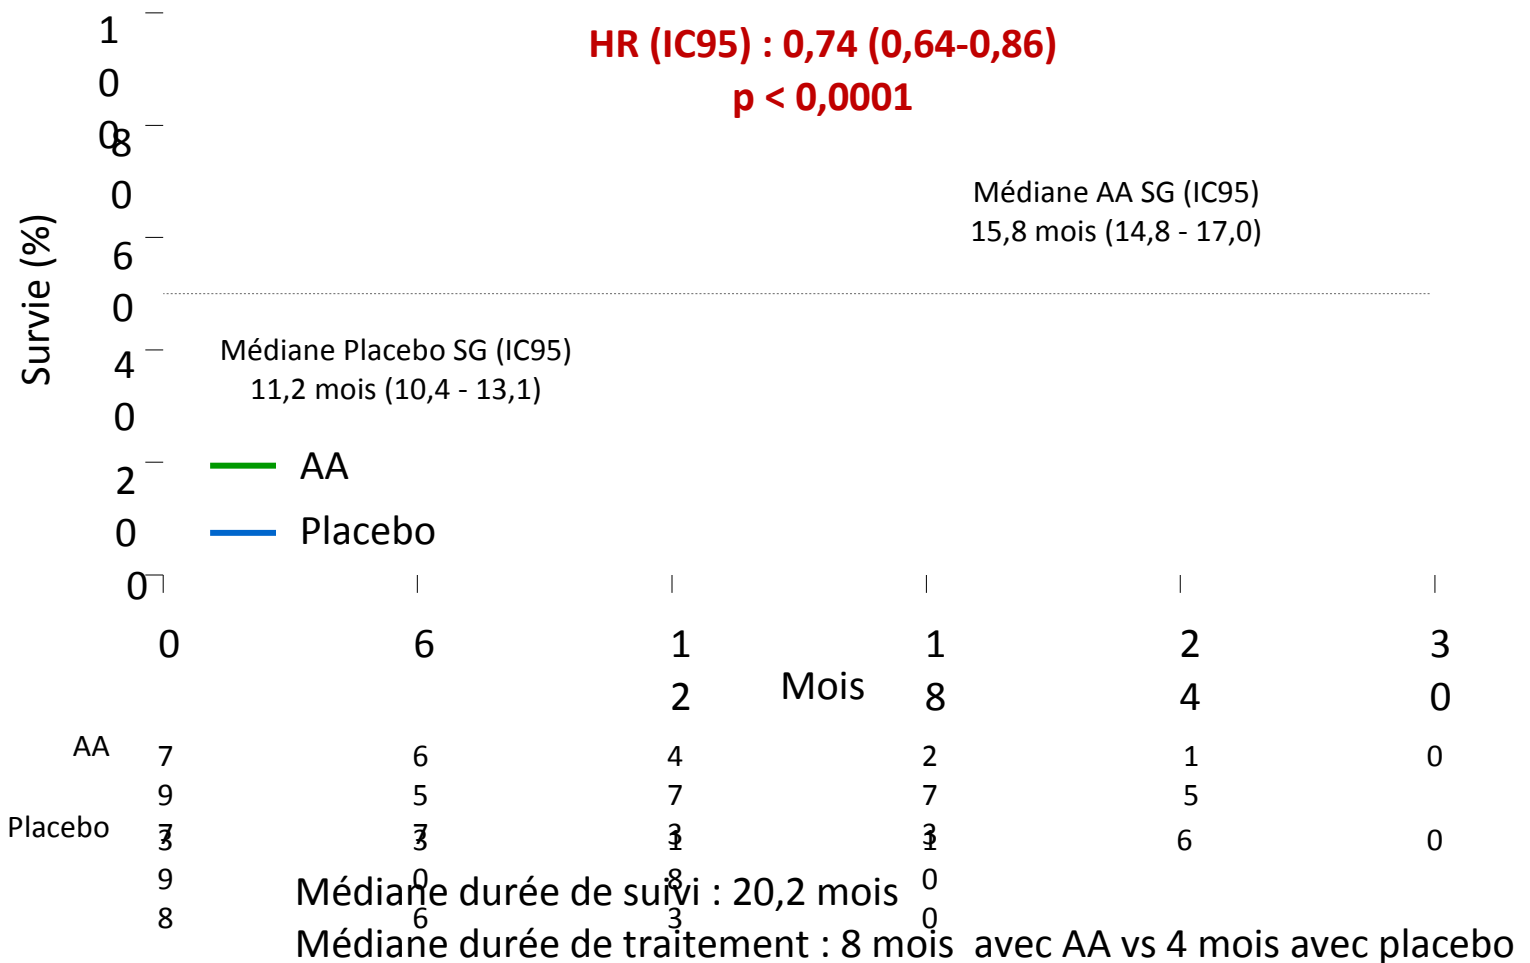 HR (IC95) : 0,74 (0,64-0,86)
p < 0,0001
100
80
60
40
20
0
Survie (%)
Médiane AA SG (IC95)
15,8 mois (14,8 - 17,0)
Médiane Placebo SG (IC95)
11,2 mois (10,4 - 13,1)
AA
Placebo
0 6 12 18 24 30
Mois
AA 797 657 473 273 15 0
Placebo 398 306 183 100 6 0
Médiane durée de suivi : 20,2 mois
Médiane durée de traitement : 8 mois avec AA vs 4 mois avec placebo